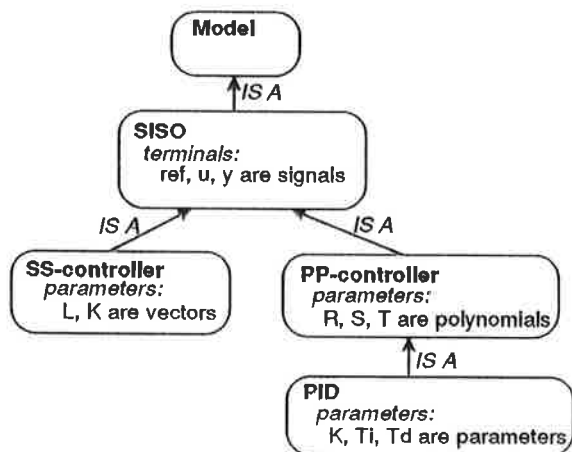 Model
IS A
SISO
terminals:
ref, u, y are signals
IS A
IS A
SS-controller
parameters:
L, K are vectors
PP-controller
parameters:
R, S, T are polynomials
IS A
PID
parameters:
K, Ti, Td are parameters